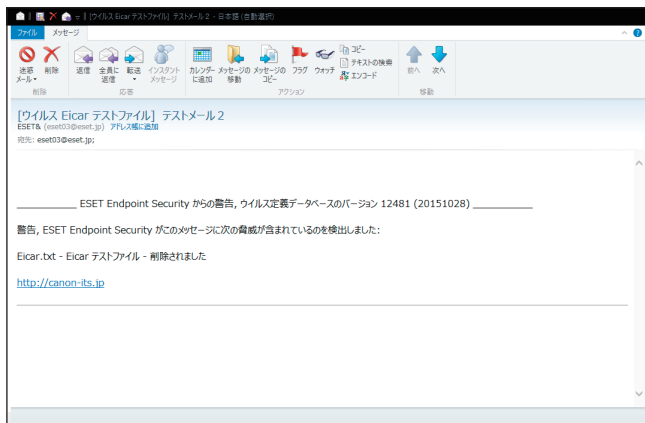 [ウイルス Eicar テストファイル] テストメール 2 - 日本語 (自動選択)
ファイル メッセージ
迷惑メール 削除 返信 全員に返信 転送 インスタント メッセージ カレンダーに追加 メッセージの移動 メッセージのコピー フラグ ウォッチ コピー テキストの検索 エンコード 前へ 次へ
削除 応答 アクション 移動
[ウイルス Eicar テストファイル] テストメール 2
ESET& (eset03@eset.jp) アドレス帳に追加
宛先: eset03@eset.jp;
__________ ESET Endpoint Security からの警告, ウイルス定義データベースのバージョン 12481 (20151028) __________
警告, ESET Endpoint Security がこのメッセージに次の脅威が含まれているのを検出しました:
Eicar.txt - Eicar テストファイル - 削除されました
http://canon-its.jp